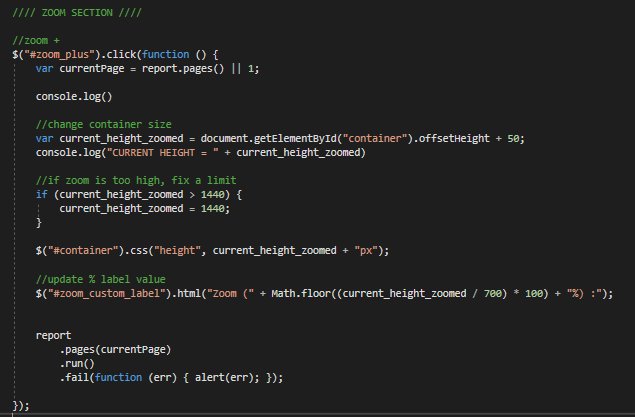 //// ZOOM SECTION ////
//zoom +
$("#zoom_plus").click(function () {
var currentPage = report.pages() || 1;
console.log()
//change container size
var current_height_zoomed = document.getElementById("container").offsetHeight + 50;
console.log("CURRENT HEIGHT = " + current_height_zoomed)
//if zoom is too high, fix a limit
if (current_height_zoomed > 1440) {
current_height_zoomed = 1440;
}
$("#container").css("height", current_height_zoomed + "px");
//update % label value
$("#zoom_custom_label").html("Zoom (" + Math.floor((current_height_zoomed / 700) * 100) + "%) :");
report
.pages(currentPage)
.run()
.fail(function (err) { alert(err); });
});